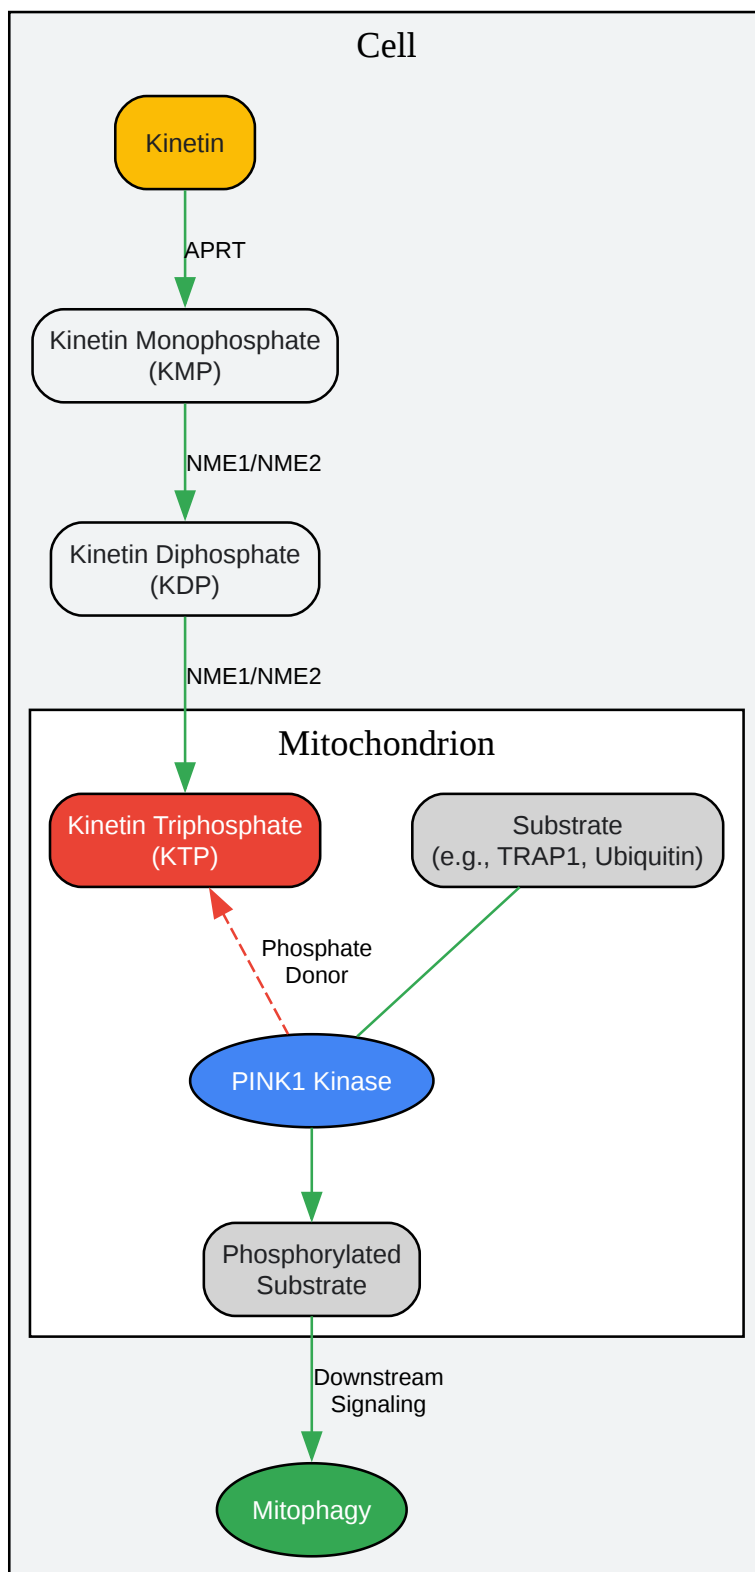 Cell
Kinetin
APRT
Kinetin Monophosphate
(KMP)
NME1/NME2
Kinetin Diphosphate
(KDP)
NME1/NME2
Mitochondrion
Kinetin Triphosphate
(KTP)
Substrate
(e.g., TRAP1, Ubiquitin)
Phosphate
Donor
PINK1 Kinase
Phosphorylated
Substrate
Downstream
Signaling
Mitophagy